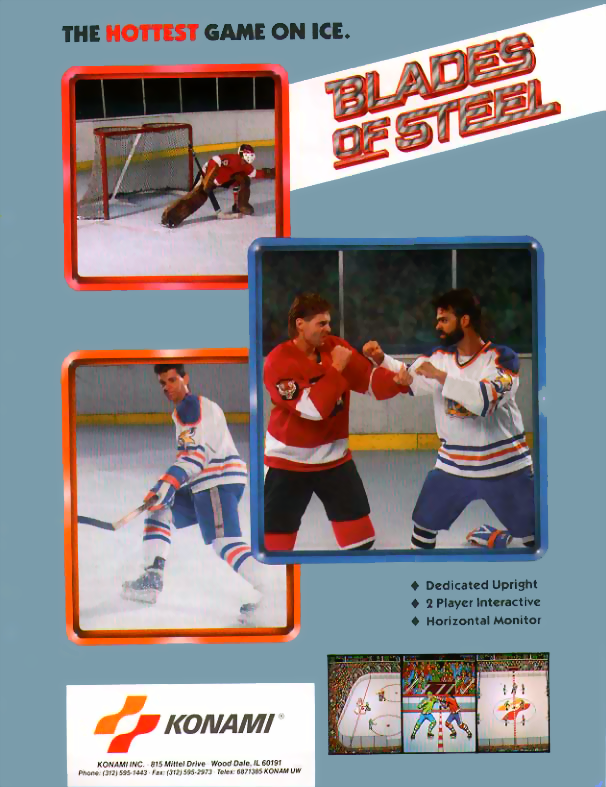 THE HOTTEST GAME ON ICE.
BLADES
OF STEEL
♦ Dedicated Upright
♦ 2 Player Interactive
♦ Horizontal Monitor
KONAMI®
KONAMI INC. · 815 Mittel Drive · Wood Dale, IL 60191
Phone: (312) 595-1443 · Fax: (312) 595-2973 · Telex: 6871385 KONAM UW